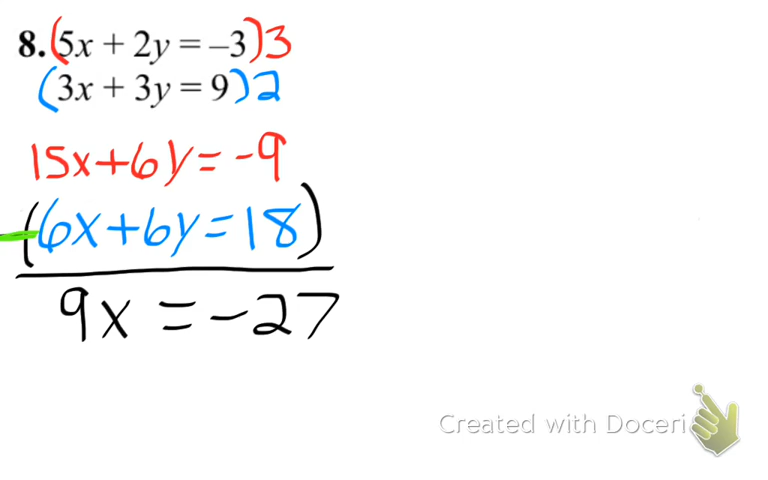 8. (5x + 2y = –3)3
(3x + 3y = 9)2
15x+6y=-9
-(6x+6y=18)
9x=-27
Created with Doceri